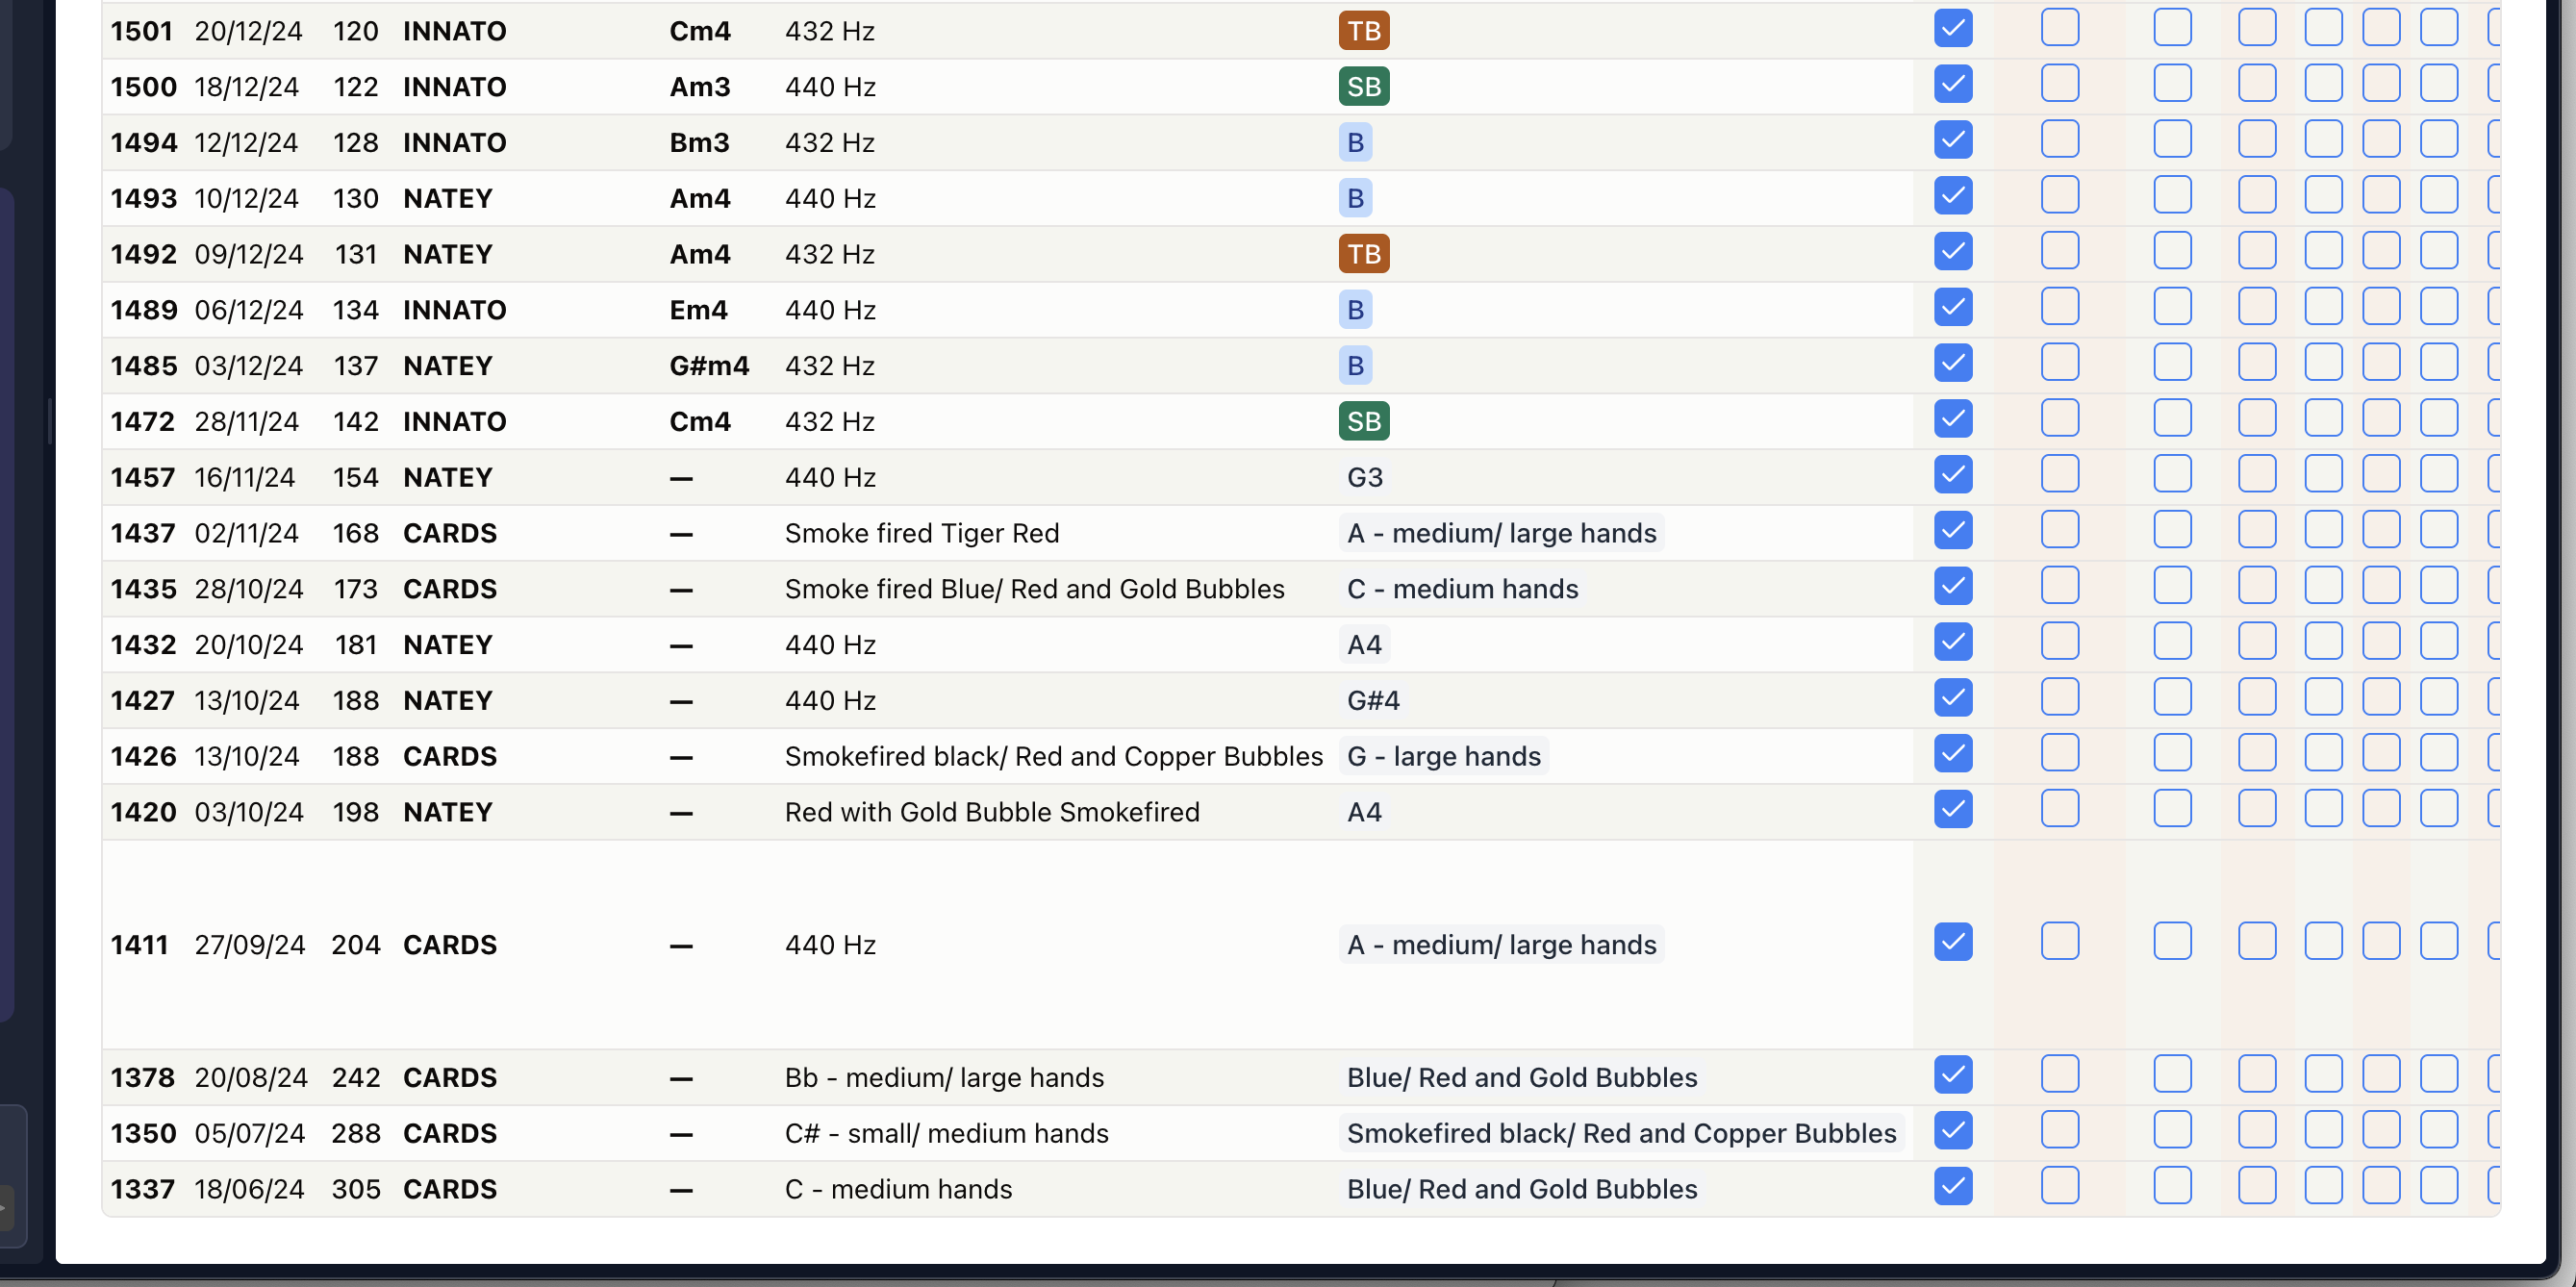 1501 20/12/24 120 INNATO Cm4 432 Hz TB
1500 18/12/24 122 INNATO Am3 440 Hz SB
1494 12/12/24 128 INNATO Bm3 432 Hz B
1493 10/12/24 130 NATEY Am4 440 Hz B
1492 09/12/24 131 NATEY Am4 432 Hz TB
1489 06/12/24 134 INNATO Em4 440 Hz B
1485 03/12/24 137 NATEY G#m4 432 Hz B
1472 28/11/24 142 INNATO Cm4 432 Hz SB
1457 16/11/24 154 NATEY — 440 Hz G3
1437 02/11/24 168 CARDS — Smoke fired Tiger Red A - medium/ large hands
1435 28/10/24 173 CARDS — Smoke fired Blue/ Red and Gold Bubbles C - medium hands
1432 20/10/24 181 NATEY — 440 Hz A4
1427 13/10/24 188 NATEY — 440 Hz G#4
1426 13/10/24 188 CARDS — Smokefired black/ Red and Copper Bubbles G - large hands
1420 03/10/24 198 NATEY — Red with Gold Bubble Smokefired A4
1411 27/09/24 204 CARDS — 440 Hz A - medium/ large hands
1378 20/08/24 242 CARDS — Bb - medium/ large hands Blue/ Red and Gold Bubbles
1350 05/07/24 288 CARDS — C# - small/ medium hands Smokefired black/ Red and Copper Bubbles
1337 18/06/24 305 CARDS — C - medium hands Blue/ Red and Gold Bubbles